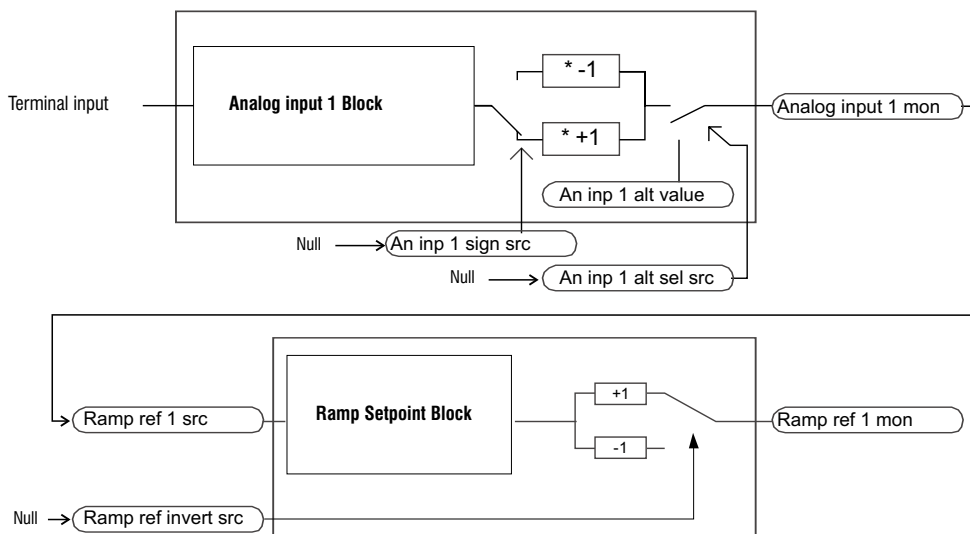 * -1
Terminal input
Analog input 1 Block
Analog input 1 mon
* +1
An inp 1 alt value
Null
An inp 1 sign src
Null
An inp 1 alt sel src
Ramp ref 1 src
Ramp Setpoint Block
+1
Ramp ref 1 mon
-1
Null
Ramp ref invert src